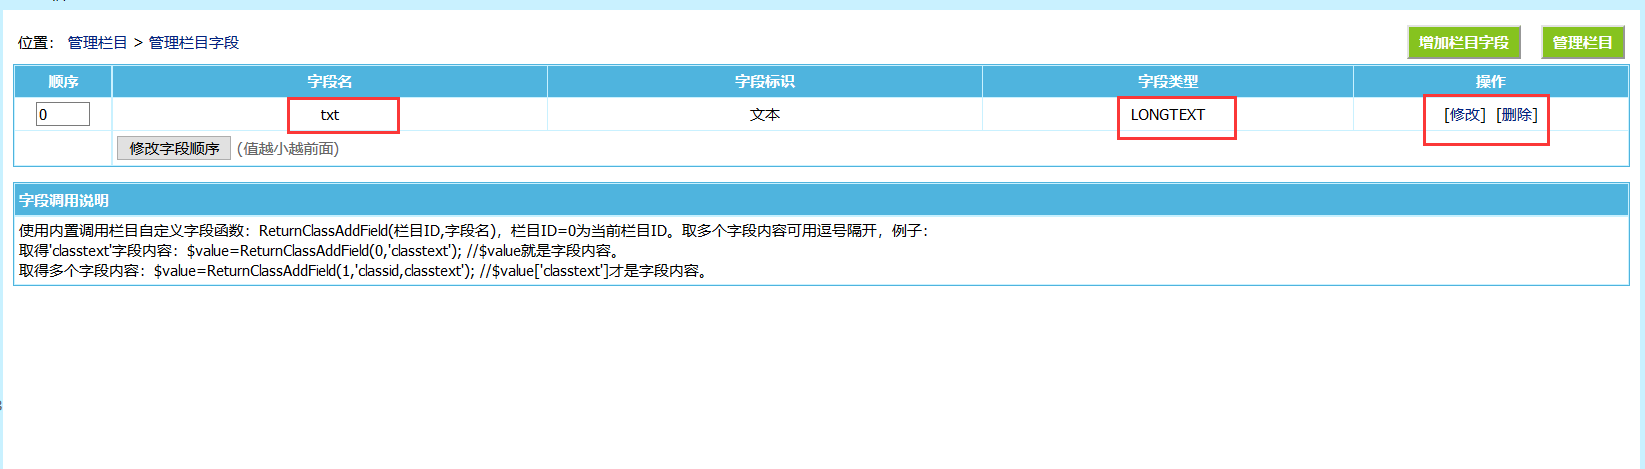 位置： 管理栏目 > 管理栏目字段
增加栏目字段 管理栏目
顺序 字段名 字段标识 字段类型 操作
0 txt 文本 LONGTEXT [修改] [删除]
修改字段顺序 (值越小越前面)
字段调用说明
使用内置调用栏目自定义字段函数：ReturnClassAddField(栏目ID,字段名)，栏目ID=0为当前栏目ID。取多个字段内容可用逗号隔开，例子：
取得'classtext'字段内容：$value=ReturnClassAddField(0,'classtext'); //$value就是字段内容。
取得多个字段内容：$value=ReturnClassAddField(1,'classid,classtext'); //$value['classtext']才是字段内容。